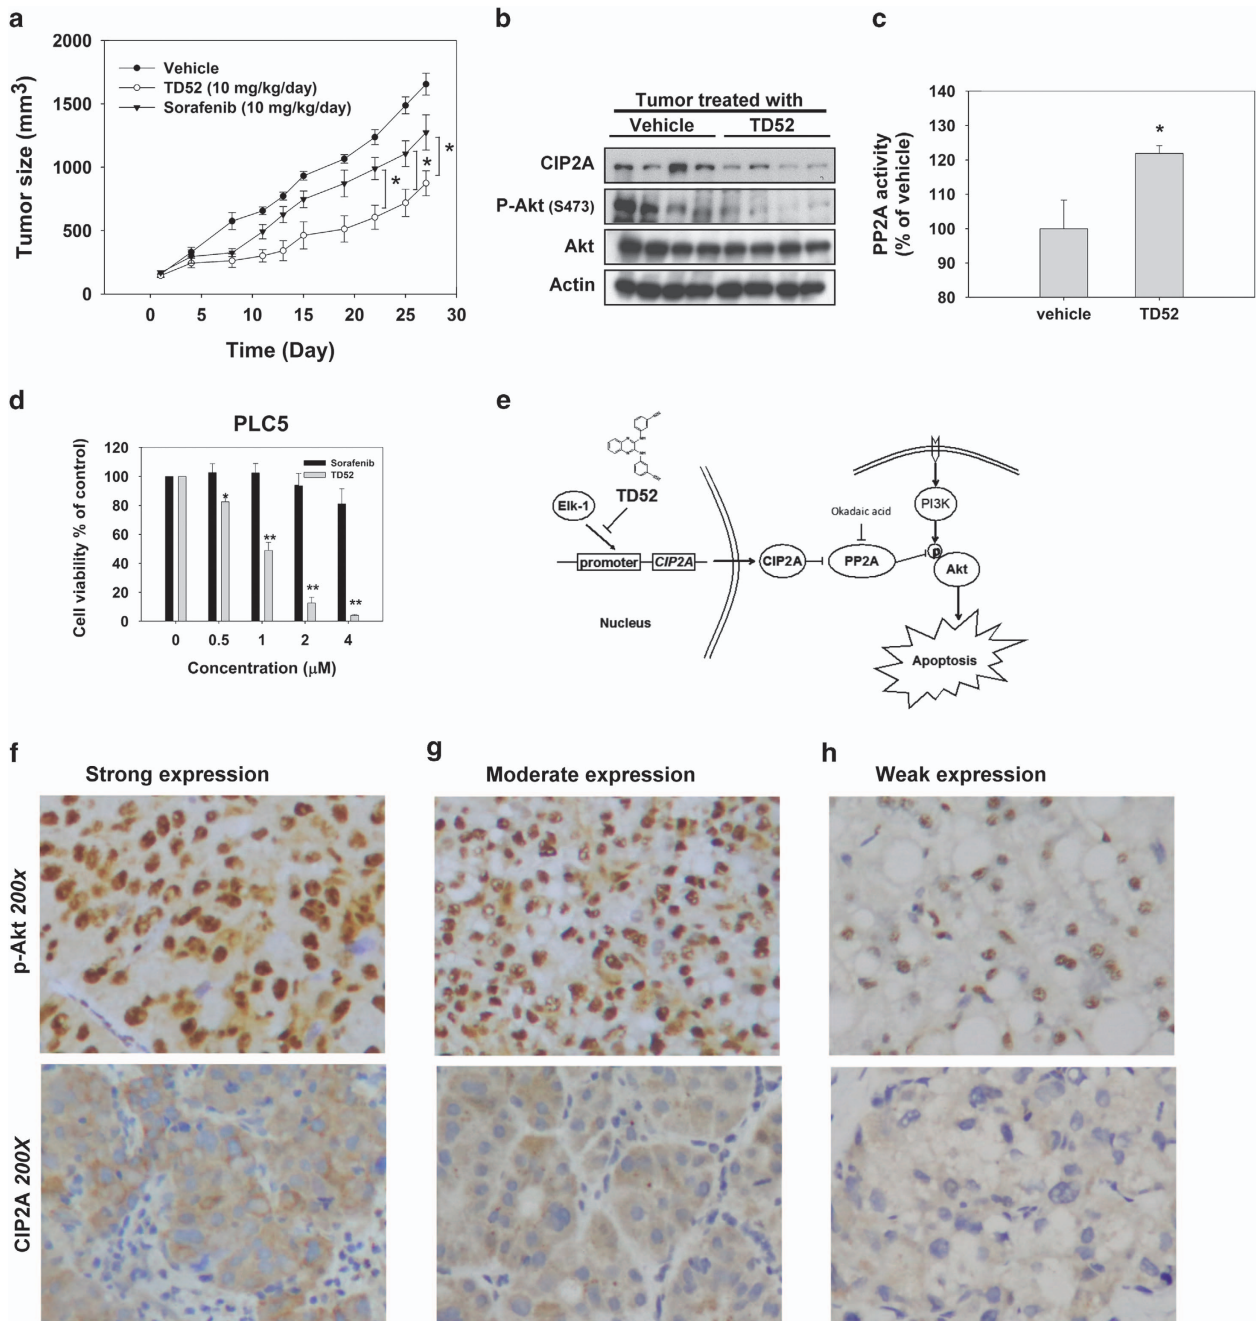 a
2000
1500
1000
500
0
Tumor size (mm3)
Vehicle
TD52 (10 mg/kg/day)
Sorafenib (10 mg/kg/day)
*
*
*
0 5 10 15 20 25 30
Time (Day)
b
Tumor treated with
Vehicle TD52
CIP2A
P-Akt (S473)
Akt
Actin
c
140
130
120
110
100
90
80
PP2A activity
(% of vehicle)
*
vehicle TD52
d
PLC5
120
100
80
60
40
20
0
Cell viability % of control)
Sorafenib
TD52
*
**
**
**
0 0.5 1 2 4
Concentration (μM)
e
TD52
Elk-1
promoter
CIP2A
Nucleus
CIP2A
Okadaic acid
PP2A
PI3K
p
Akt
Apoptosis
f
Strong expression
g
Moderate expression
h
Weak expression
p-Akt 200x
CIP2A 200X